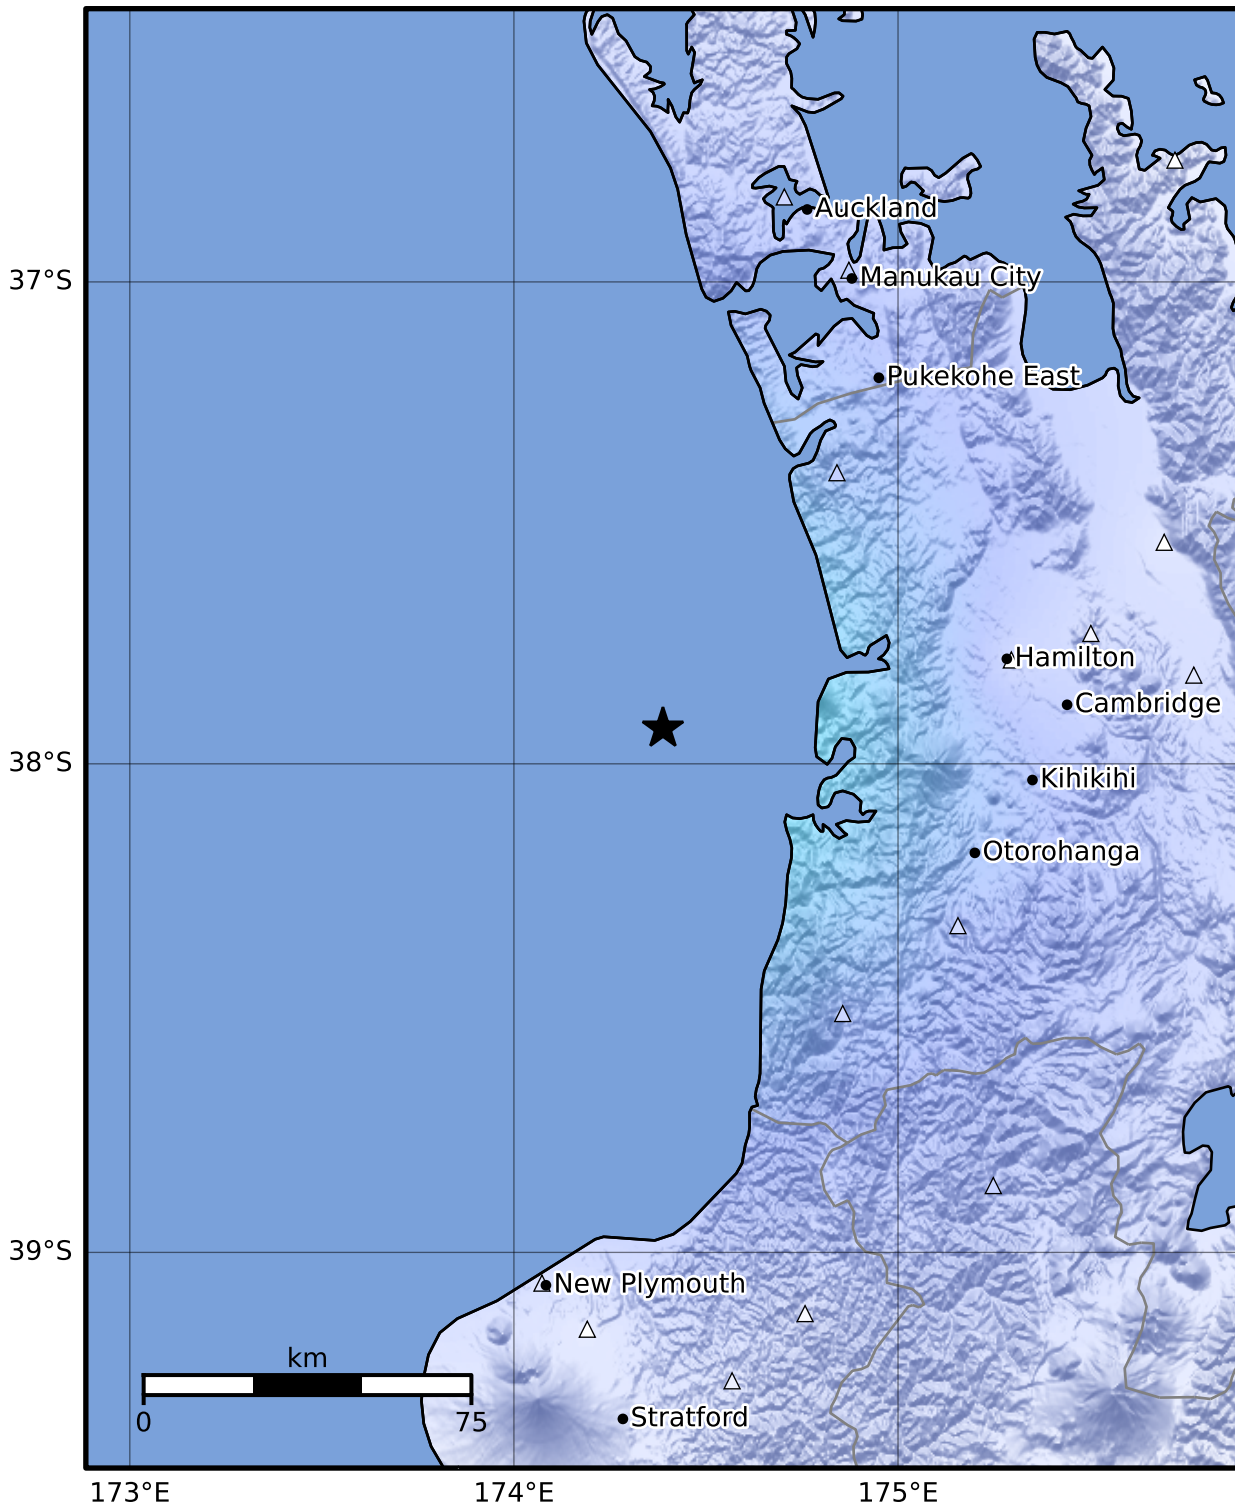 Auckland
37°S
Manukau City
Pukekohe East
Hamilton
Cambridge
38°S
Kihikihi
Otorohanga
39°S
New Plymouth
km
0
75
Stratford
173°E
174°E
175°E